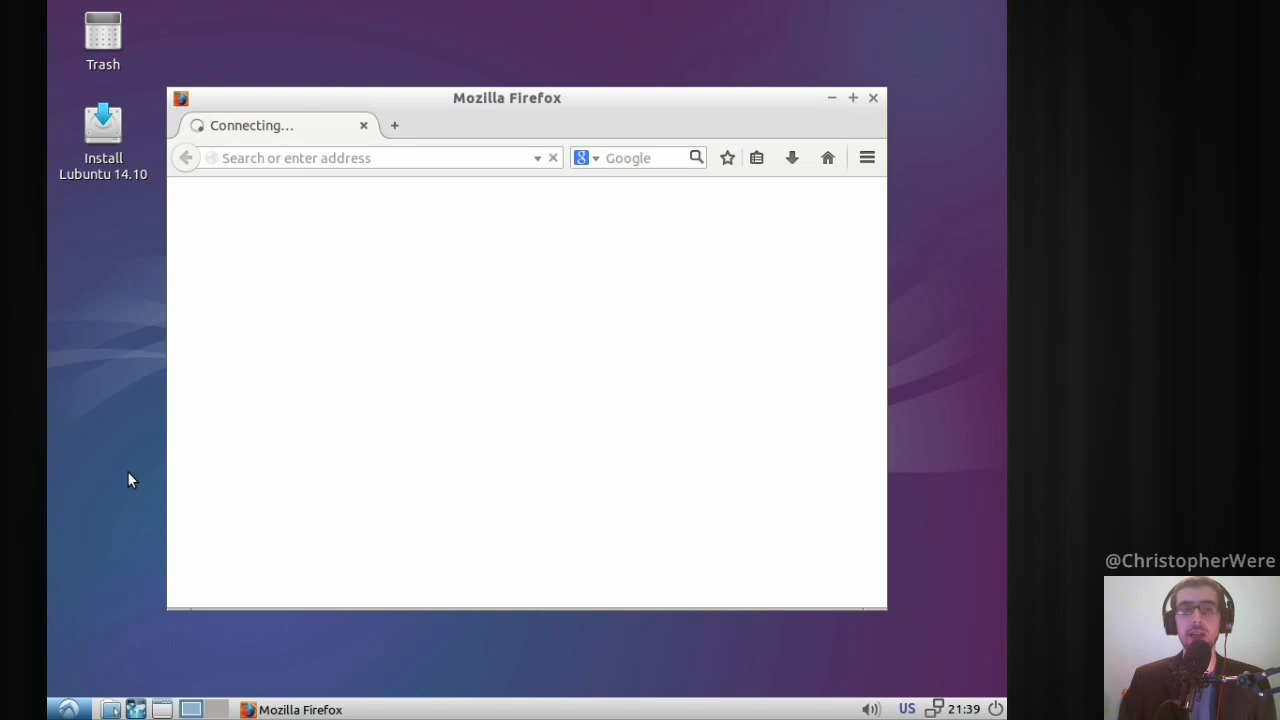 Trash
Install
Lubuntu 14.10
Mozilla Firefox
Connecting...
Search or enter address
8
Google
@ChristopherWere
Mozilla Firefox
US
21:39